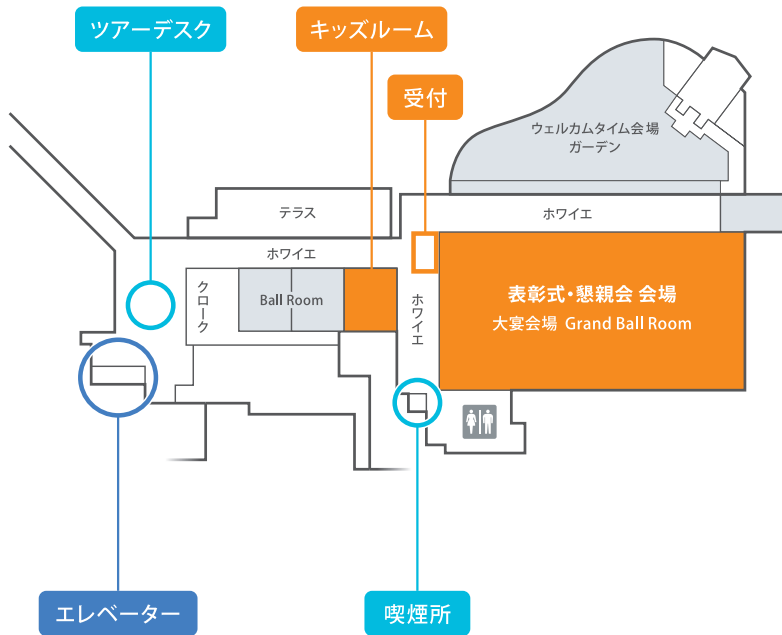 ツアーデスク
キッズルーム
受付
ウェルカムタイム会場
ガーデン
テラス
ホワイエ
ホワイエ
クローク
Ball Room
ホワイエ
表彰式・懇親会 会場
大宴会場 Grand Ball Room
エレベーター
喫煙所